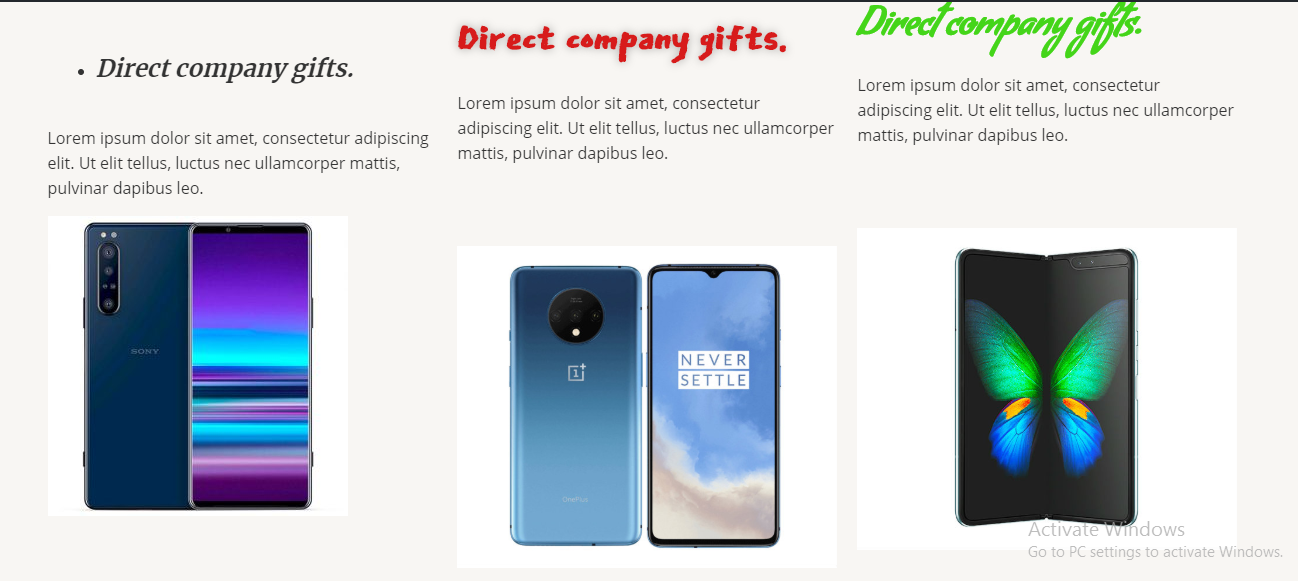 Direct company gifts.
Lorem ipsum dolor sit amet, consectetur adipiscing
elit. Ut elit tellus, luctus nec ullamcorper mattis,
pulvinar dapibus leo.
SONY
Direct company gifts.
Lorem ipsum dolor sit amet, consectetur
adipiscing elit. Ut elit tellus, luctus nec ullamcorper
mattis, pulvinar dapibus leo.
NEVER
SETTLE
OnePlus
Direct company gifts.
Lorem ipsum dolor sit amet, consectetur
adipiscing elit. Ut elit tellus, luctus nec ullamcorper
mattis, pulvinar dapibus leo.
Activate Windows
Go to PC settings to activate Windows.